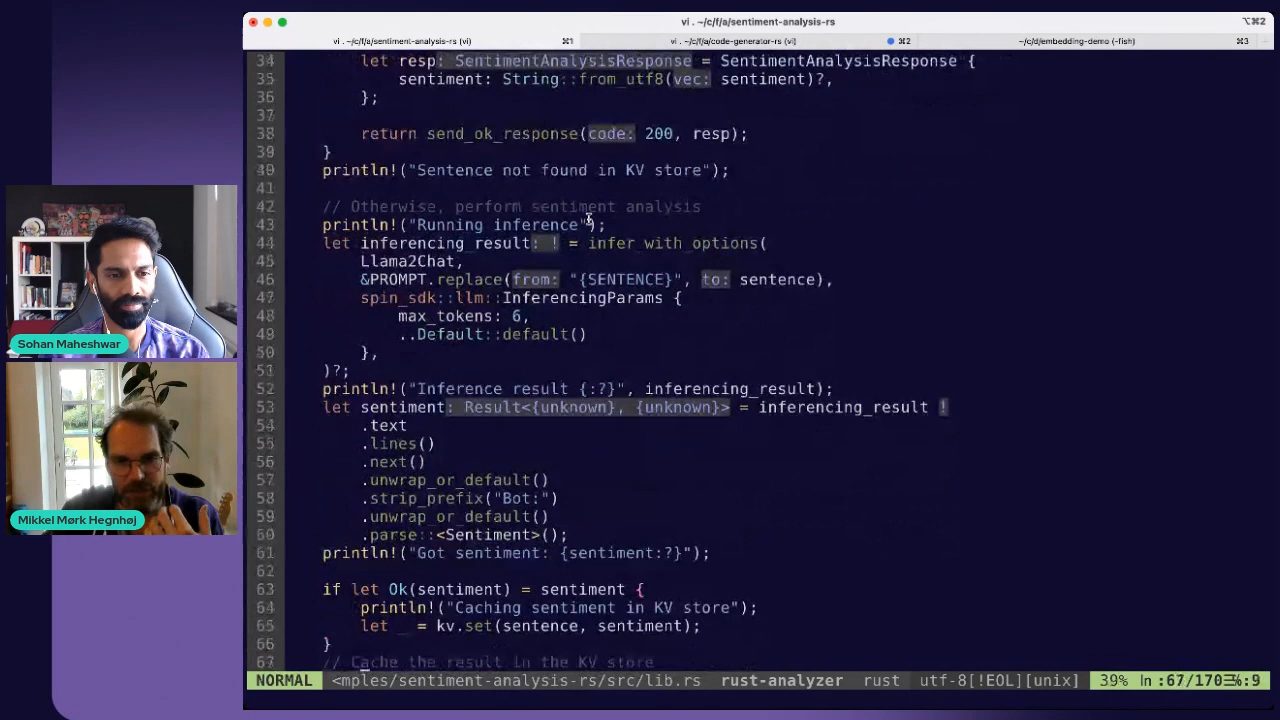 vi . ~/c/f/a/sentiment-analysis-rs
⌥⌘2
vi . ~/c/f/a/sentiment-analysis-rs (vi)
⌘1
vi . ~/c/f/a/code-generator-rs (vi)
⌘2
~/c/d/embedding-demo (-fish)
⌘3
34 let resp: SentimentAnalysisResponse = SentimentAnalysisResponse {
35 sentiment: String::from_utf8(vec: sentiment)?,
36 };
37
38 return send_ok_response(code: 200, resp);
39 }
40 println!("Sentence not found in KV store");
41
42 // Otherwise, perform sentiment analysis
43 println!("Running inference");
44 let inferencing_result: ! = infer_with_options(
45 Llama2Chat,
46 &PROMPT.replace(from: "{SENTENCE}", to: sentence),
47 spin_sdk::llm::InferencingParams {
48 max_tokens: 6,
49 ..Default::default()
50 },
51 )?;
52 println!("Inference result {:?}", inferencing_result);
53 let sentiment: Result<{unknown}, {unknown}> = inferencing_result !
54 .text
55 .lines()
56 .next()
57 .unwrap_or_default()
58 .strip_prefix("Bot:")
59 .unwrap_or_default()
60 .parse::<Sentiment>();
61 println!("Got sentiment: {sentiment:?}");
62
63 if let Ok(sentiment) = sentiment {
64 println!("Caching sentiment in KV store");
65 let _ = kv.set(sentence, sentiment);
66 }
67 // Cache the result in the KV store
NORMAL <mples/sentiment-analysis-rs/src/lib.rs rust-analyzer rust utf-8[!EOL][unix] 39% ln :67/170☰%:9
Sohan Maheshwar
Mikkel Mørk Hegnhøj